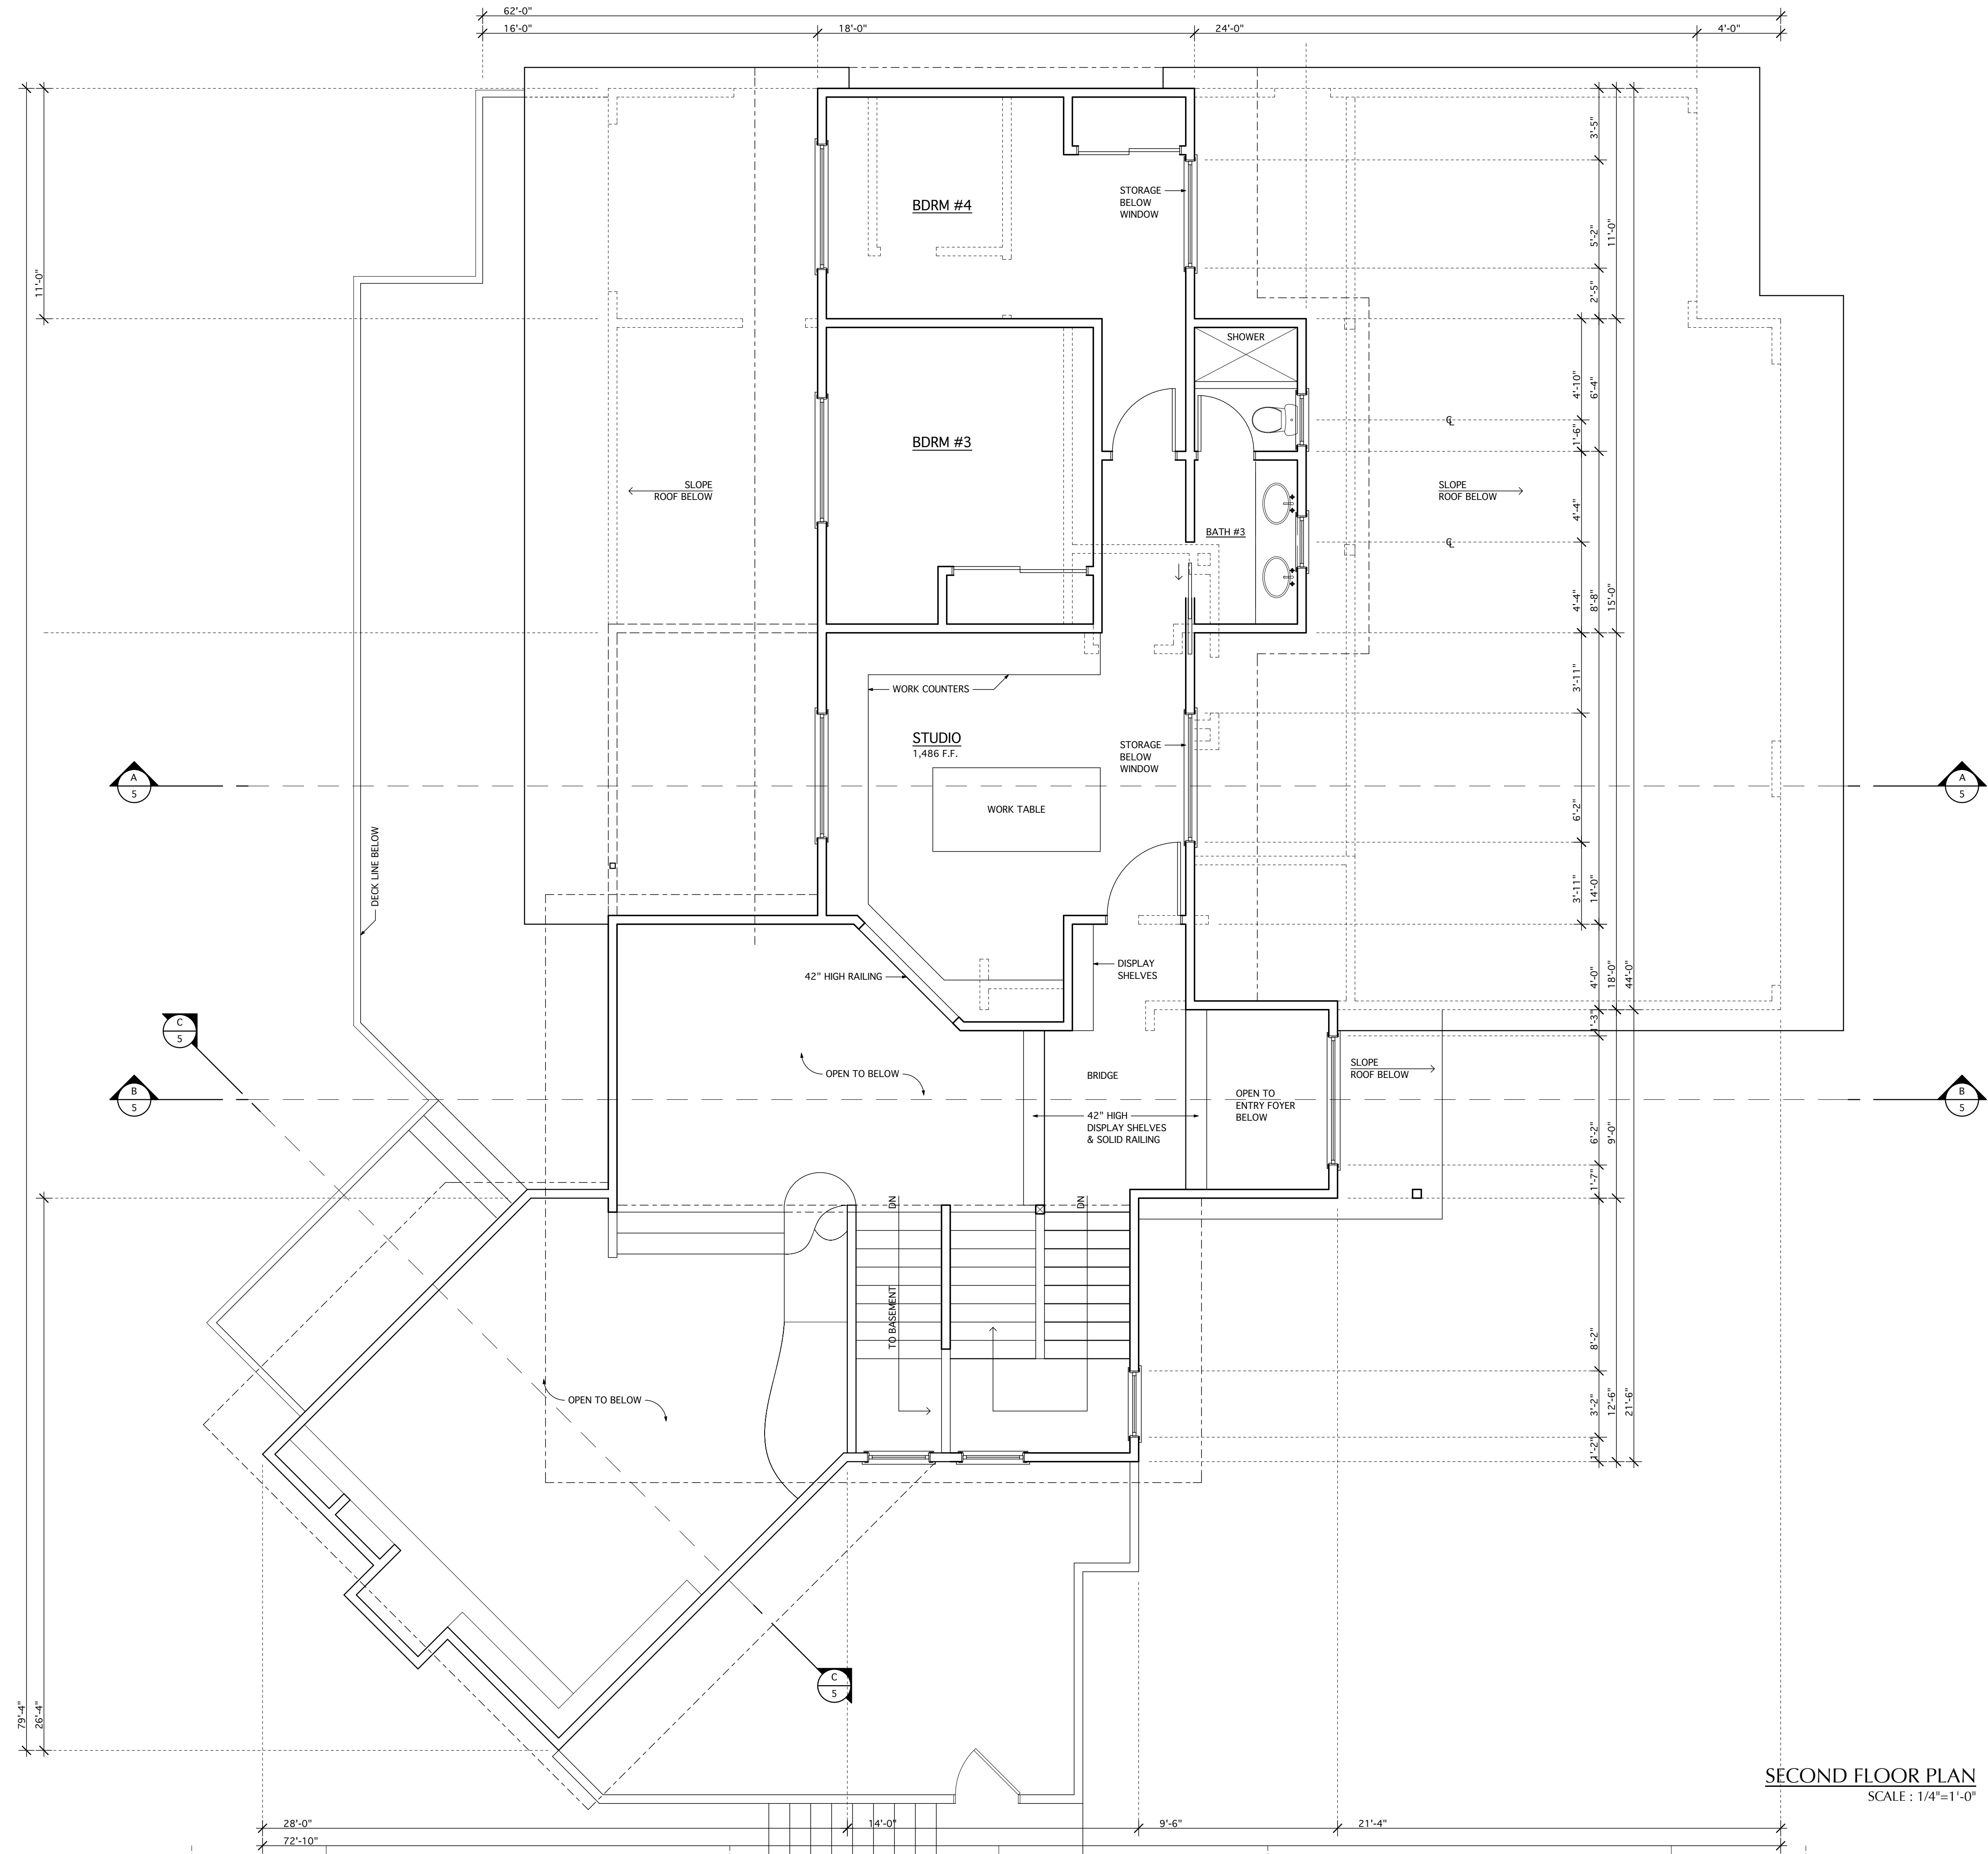 62'-0"
16'-0"
18'-0"
24'-0"
4'-0"
3'-5"
5'-2"
11'-0"
2'-5"
11'-0"
BDRM #4
STORAGE
BELOW
WINDOW
SHOWER
4'-10"
6'-4"
℄
1'-6"
BDRM #3
SLOPE
ROOF BELOW
SLOPE
ROOF BELOW
4'-4"
BATH #3
℄
4'-4"
8'-8"
15'-0"
WORK COUNTERS
3'-11"
STUDIO
1,486 F.F.
STORAGE
BELOW
WINDOW
A
5
A
5
WORK TABLE
6'-2"
DECK LINE BELOW
3'-11"
14'-0"
42" HIGH RAILING
DISPLAY
SHELVES
4'-0"
18'-0"
44'-0"
1'-3"
C
5
OPEN TO BELOW
BRIDGE
SLOPE
ROOF BELOW
B
5
B
5
OPEN TO
ENTRY FOYER
BELOW
42" HIGH
DISPLAY SHELVES
& SOLID RAILING
6'-2"
9'-0"
1'-7"
DN
DN
TO BASEMENT
8'-2"
OPEN TO BELOW
3'-2"
12'-6"
21'-6"
1'-2"
C
5
79'-4"
26'-4"
SECOND FLOOR PLAN
SCALE : 1/4"=1'-0"
28'-0"
14'-0"
9'-6"
21'-4"
72'-10"